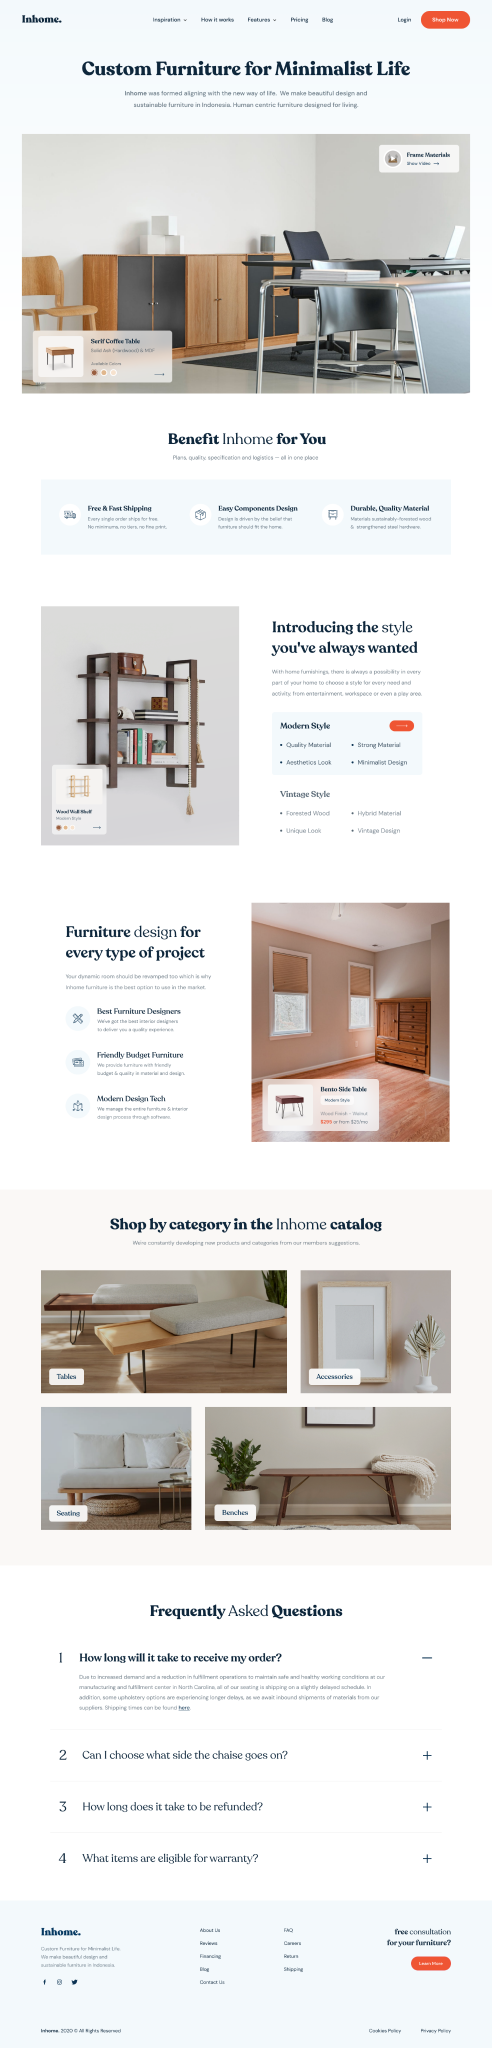 Inhome.
Inspiration
How it works
Features
Pricing
Blog
Login
Shop Now
Custom Furniture for Minimalist Life
Inhome was formed aligning with the new way of life. We make beautiful design and
sustainable furniture in Indonesia. Human centric furniture designed for living.
Frame Materials
Show Video
Serif Coffee Table
Solid Ash (Hardwood) & MDF
Available Colors
Benefit Inhome for You
Plans, quality, specification and logistics — all in one place
Free & Fast Shipping
Every single order ships for free.
No minimums, no tiers, no fine print.
Easy Components Design
Design is driven by the belief that
furniture should fit the home.
Durable, Quality Material
Materials sustainably-forested wood
& strengthened steel hardware.
Introducing the style
you've always wanted
With home furnishings, there is always a possibility in every
part of your home to choose a style for every need and
activity, from entertainment, workspace or even a play area.
Modern Style
Quality Material
Strong Material
Aesthetics Look
Minimalist Design
Vintage Style
Forested Wood
Hybrid Material
Unique Look
Vintage Design
Wood Wall Shelf
Modern Style
Furniture design for
every type of project
Your dynamic room should be revamped too which is why
Inhome furniture is the best option to use in the market.
Best Furniture Designers
We've got the best interior designers
to deliver you a quality experience.
Friendly Budget Furniture
We provide furniture with friendly
budget & quality in material and design.
Modern Design Tech
We manage the entire furniture & interior
design process through software.
Bento Side Table
Modern Style
Wood Finish - Walnut
$295 or from $25/mo
Shop by category in the Inhome catalog
We're constantly developing new products and categories from our members suggestions.
Tables
Accessories
Seating
Benches
Frequently Asked Questions
1 How long will it take to receive my order?
Due to increased demand and a reduction in fulfillment operations to maintain safe and healthy working conditions at our
manufacturing and fulfillment center in North Carolina, all of our seating is shipping on a slightly delayed schedule. In
addition, some upholstery options are experiencing longer delays, as we await inbound shipments of materials from our
suppliers. Shipping times can be found here.
2 Can I choose what side the chaise goes on?
3 How long does it take to be refunded?
4 What items are eligible for warranty?
Inhome.
Custom Furniture for Minimalist Life.
We make beautiful design and
sustainable furniture in Indonesia.
About Us
Reviews
Financing
Blog
Contact Us
FAQ
Careers
Return
Shipping
free consultation
for your furniture?
Learn More
Inhome. 2020 © All Rights Reserved
Cookies Policy
Privacy Policy